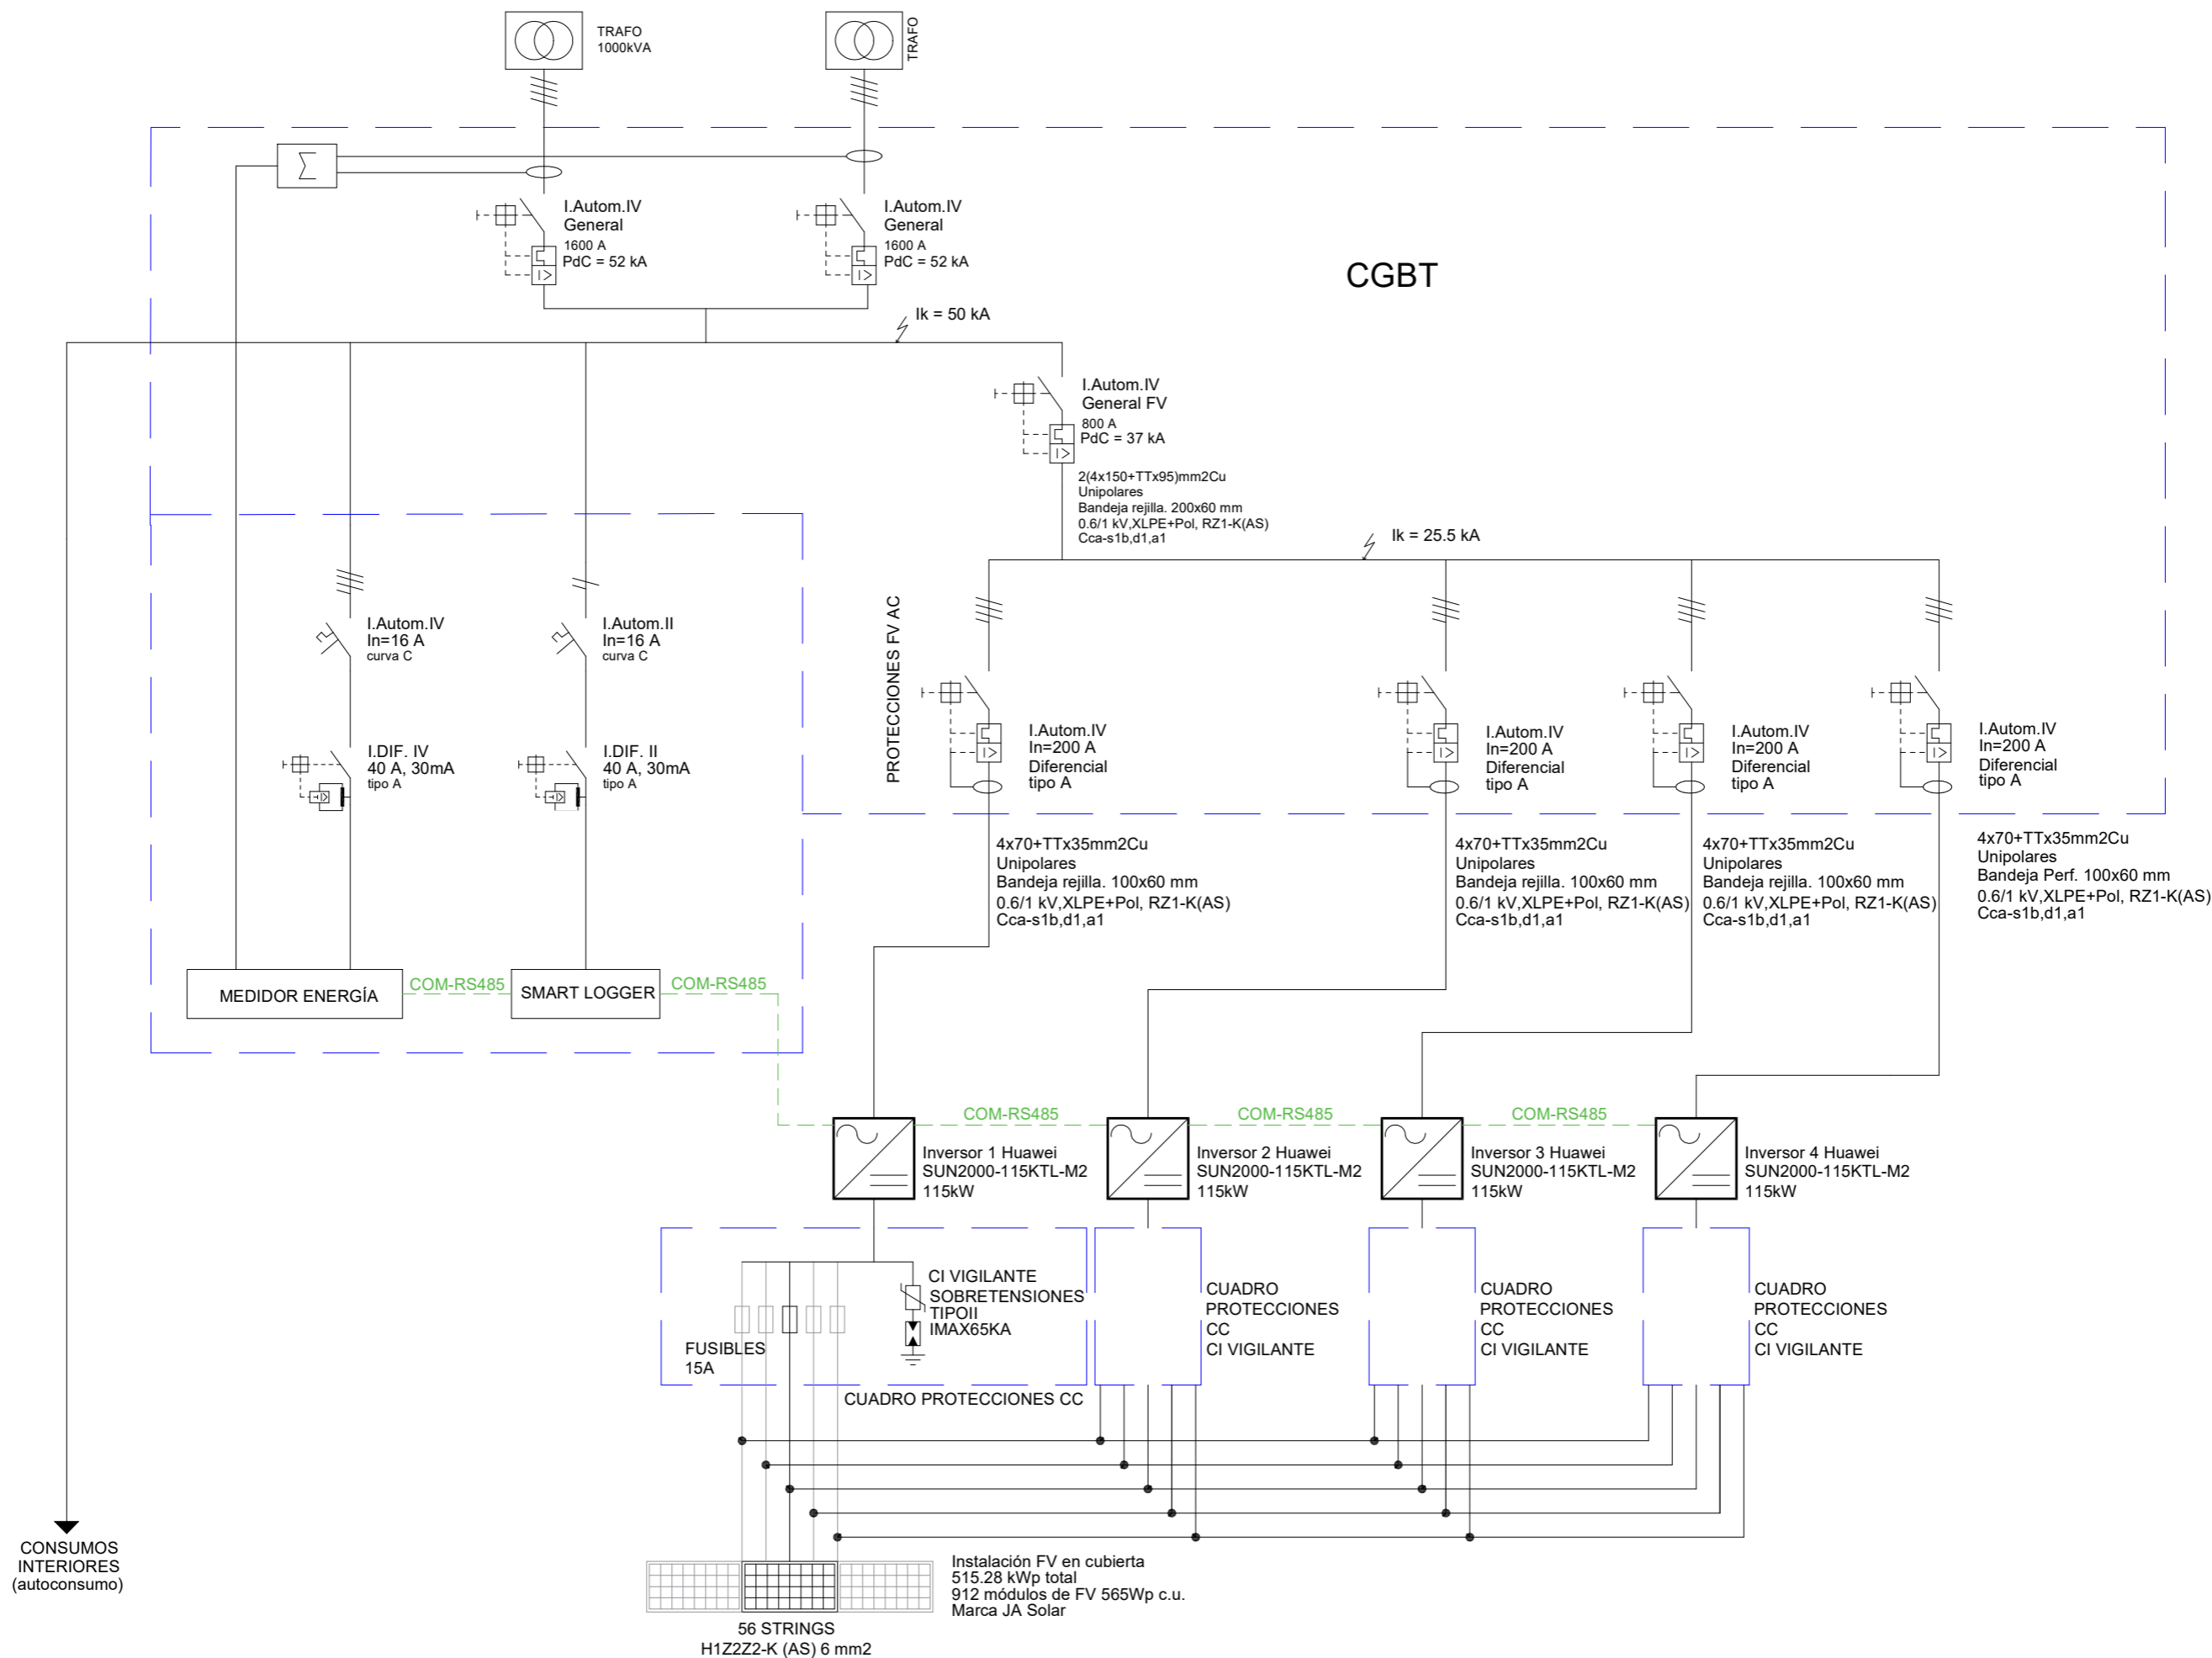 TRAFO
1000kVA
TRAFO
I.Autom.IV
General
1600 A
PdC = 52 kA
I.Autom.IV
General
1600 A
PdC = 52 kA
CGBT
Ik = 50 kA
I.Autom.IV
General FV
800 A
PdC = 37 kA
2(4x150+TTx95)mm2Cu
Unipolares
Bandeja rejilla. 200x60 mm
0.6/1 kV,XLPE+Pol, RZ1-K(AS)
Cca-s1b,d1,a1
Ik = 25.5 kA
PROTECCIONES FV AC
I.Autom.IV
In=16 A
curva C
I.Autom.II
In=16 A
curva C
I.DIF. IV
40 A, 30mA
tipo A
I.DIF. II
40 A, 30mA
tipo A
I.Autom.IV
In=200 A
Diferencial
tipo A
I.Autom.IV
In=200 A
Diferencial
tipo A
I.Autom.IV
In=200 A
Diferencial
tipo A
I.Autom.IV
In=200 A
Diferencial
tipo A
4x70+TTx35mm2Cu
Unipolares
Bandeja rejilla. 100x60 mm
0.6/1 kV,XLPE+Pol, RZ1-K(AS)
Cca-s1b,d1,a1
4x70+TTx35mm2Cu
Unipolares
Bandeja rejilla. 100x60 mm
0.6/1 kV,XLPE+Pol, RZ1-K(AS)
Cca-s1b,d1,a1
4x70+TTx35mm2Cu
Unipolares
Bandeja rejilla. 100x60 mm
0.6/1 kV,XLPE+Pol, RZ1-K(AS)
Cca-s1b,d1,a1
4x70+TTx35mm2Cu
Unipolares
Bandeja Perf. 100x60 mm
0.6/1 kV,XLPE+Pol, RZ1-K(AS)
Cca-s1b,d1,a1
MEDIDOR ENERGÍA
COM-RS485
SMART LOGGER
COM-RS485
COM-RS485
COM-RS485
COM-RS485
Inversor 1 Huawei
SUN2000-115KTL-M2
115kW
Inversor 2 Huawei
SUN2000-115KTL-M2
115kW
Inversor 3 Huawei
SUN2000-115KTL-M2
115kW
Inversor 4 Huawei
SUN2000-115KTL-M2
115kW
CI VIGILANTE
SOBRETENSIONES
TIPOII
IMAX65KA
FUSIBLES
15A
CUADRO PROTECCIONES CC
CUADRO
PROTECCIONES
CC
CI VIGILANTE
CUADRO
PROTECCIONES
CC
CI VIGILANTE
CUADRO
PROTECCIONES
CC
CI VIGILANTE
CONSUMOS
INTERIORES
(autoconsumo)
Instalación FV en cubierta
515.28 kWp total
912 módulos de FV 565Wp c.u.
Marca JA Solar
56 STRINGS
H1Z2Z2-K (AS) 6 mm2